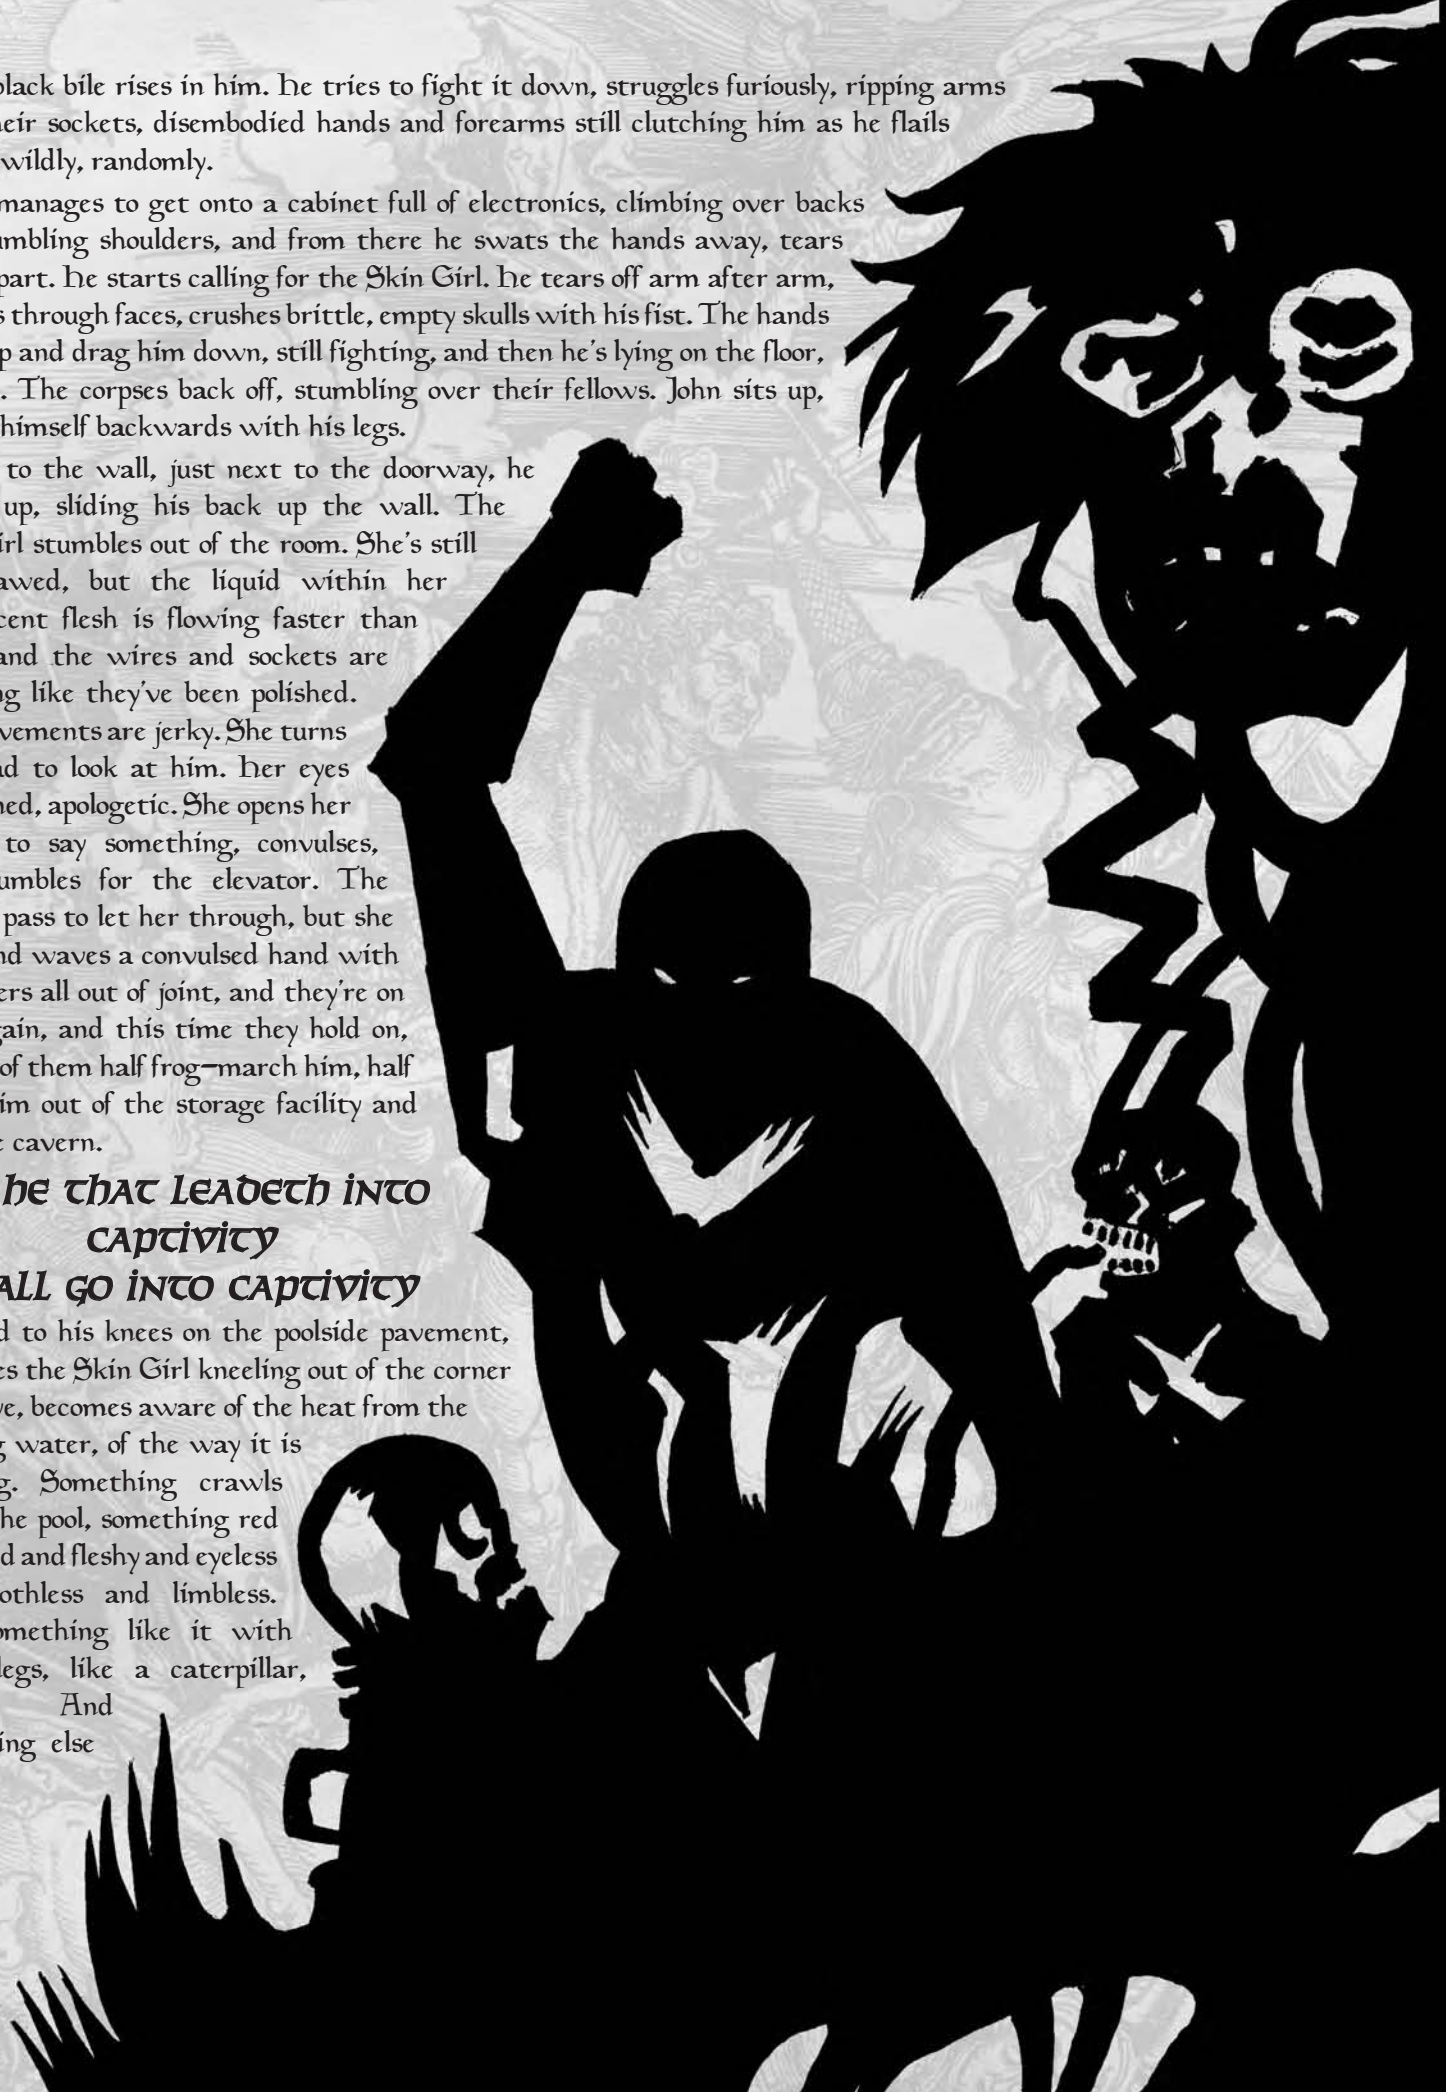 black bile rises in him. He tries to fight it down, struggles furiously, ripping arms
heir sockets, disembodied hands and forearms still clutching him as he flails
wildly, randomly.
manages to get onto a cabinet full of electronics, climbing over backs
umbling shoulders, and from there he swats the hands away, tears
part. He starts calling for the Skin Girl. He tears off arm after arm,
s through faces, crushes brittle, empty skulls with his fist. The hands
p and drag him down, still fighting, and then he's lying on the floor,
. The corpses back off, stumbling over their fellows. John sits up,
himself backwards with his legs.
to the wall, just next to the doorway, he
up, sliding his back up the wall. The
irl stumbles out of the room. She's still
awed, but the liquid within her
cent flesh is flowing faster than
and the wires and sockets are
ng like they've been polished.
vements are jerky. She turns
ad to look at him. Her eyes
ned, apologetic. She opens her
to say something, convulses,
umbles for the elevator. The
pass to let her through, but she
nd waves a convulsed hand with
ers all out of joint, and they're on
gain, and this time they hold on,
of them half frog-march him, half
im out of the storage facility and
e cavern.
he that leadeth into
captivity
all go into captivity
d to his knees on the poolside pavement,
es the Skin Girl kneeling out of the corner
ye, becomes aware of the heat from the
g water, of the way it is
g. Something crawls
he pool, something red
d and fleshy and eyeless
othless and limbless.
omething like it with
legs, like a caterpillar,
And
ing else